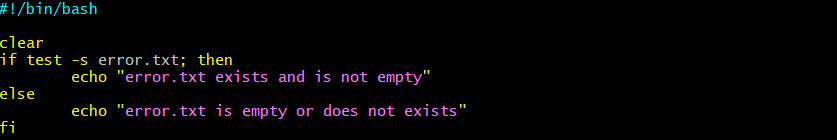 #!/bin/bash

clear
if test -s error.txt; then
        echo "error.txt exists and is not empty"
else
        echo "error.txt is empty or does not exists"
fi